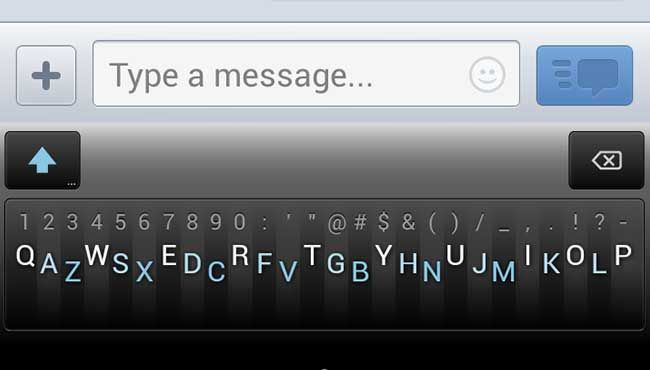 Type a message...
1 2 3 4 5 6 7 8 9 0 : ' " @ # $ & ( ) / _ , . ! ? -
Q A Z W S X E D C R F V T G B Y H N U J M I K O L P